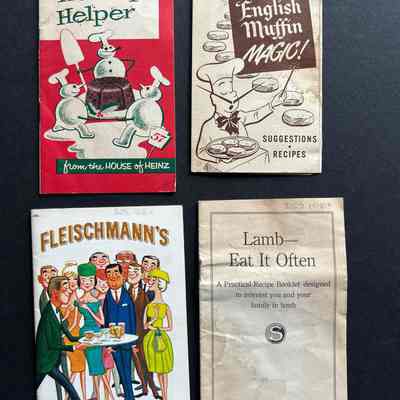 Helper
57
from the HOUSE of HEINZ
English
Muffin
MAGIC!
SUGGESTIONS
•
RECIPES
FLEISCHMANN'S
Lamb—
Eat It Often
A Practical Recipe Booklet designed
to interest you and your
family in lamb
S